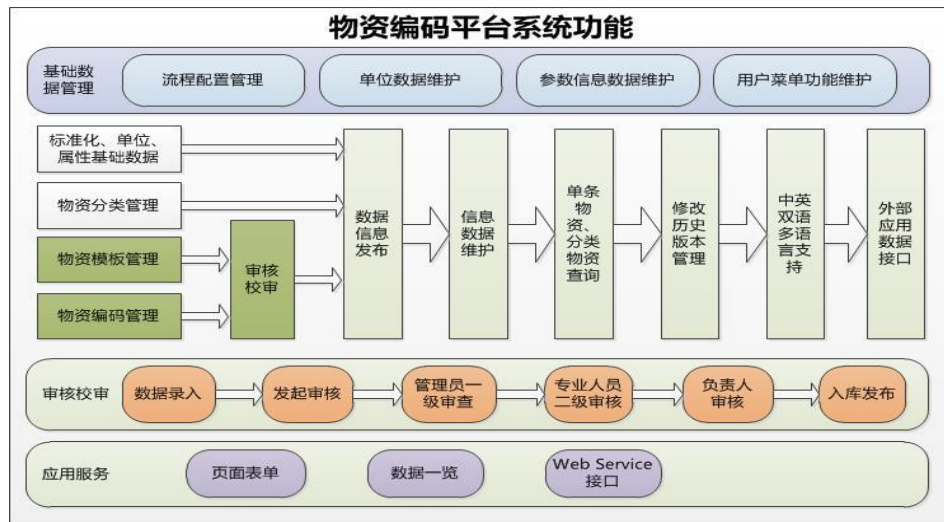 物资编码平台系统功能
基础数
据管理
流程配置管理
单位数据维护
参数信息数据维护
用户菜单功能维护
标准化、单位、
属性基础数据
物资分类管理
物资模板管理
物资编码管理
审核
校审
数据
信息
发布
信息
数据
维护
单条
物
资、
分类
物资
查询
修改
历史
版本
管理
中英
双语
多语
言支
持
外部
应用
数据
接口
审核校审
数据录入
发起审核
管理员一
级审查
专业人员
二级审核
负责人
审核
入库发布
应用服务
页面表单
数据一览
Web Service
接口